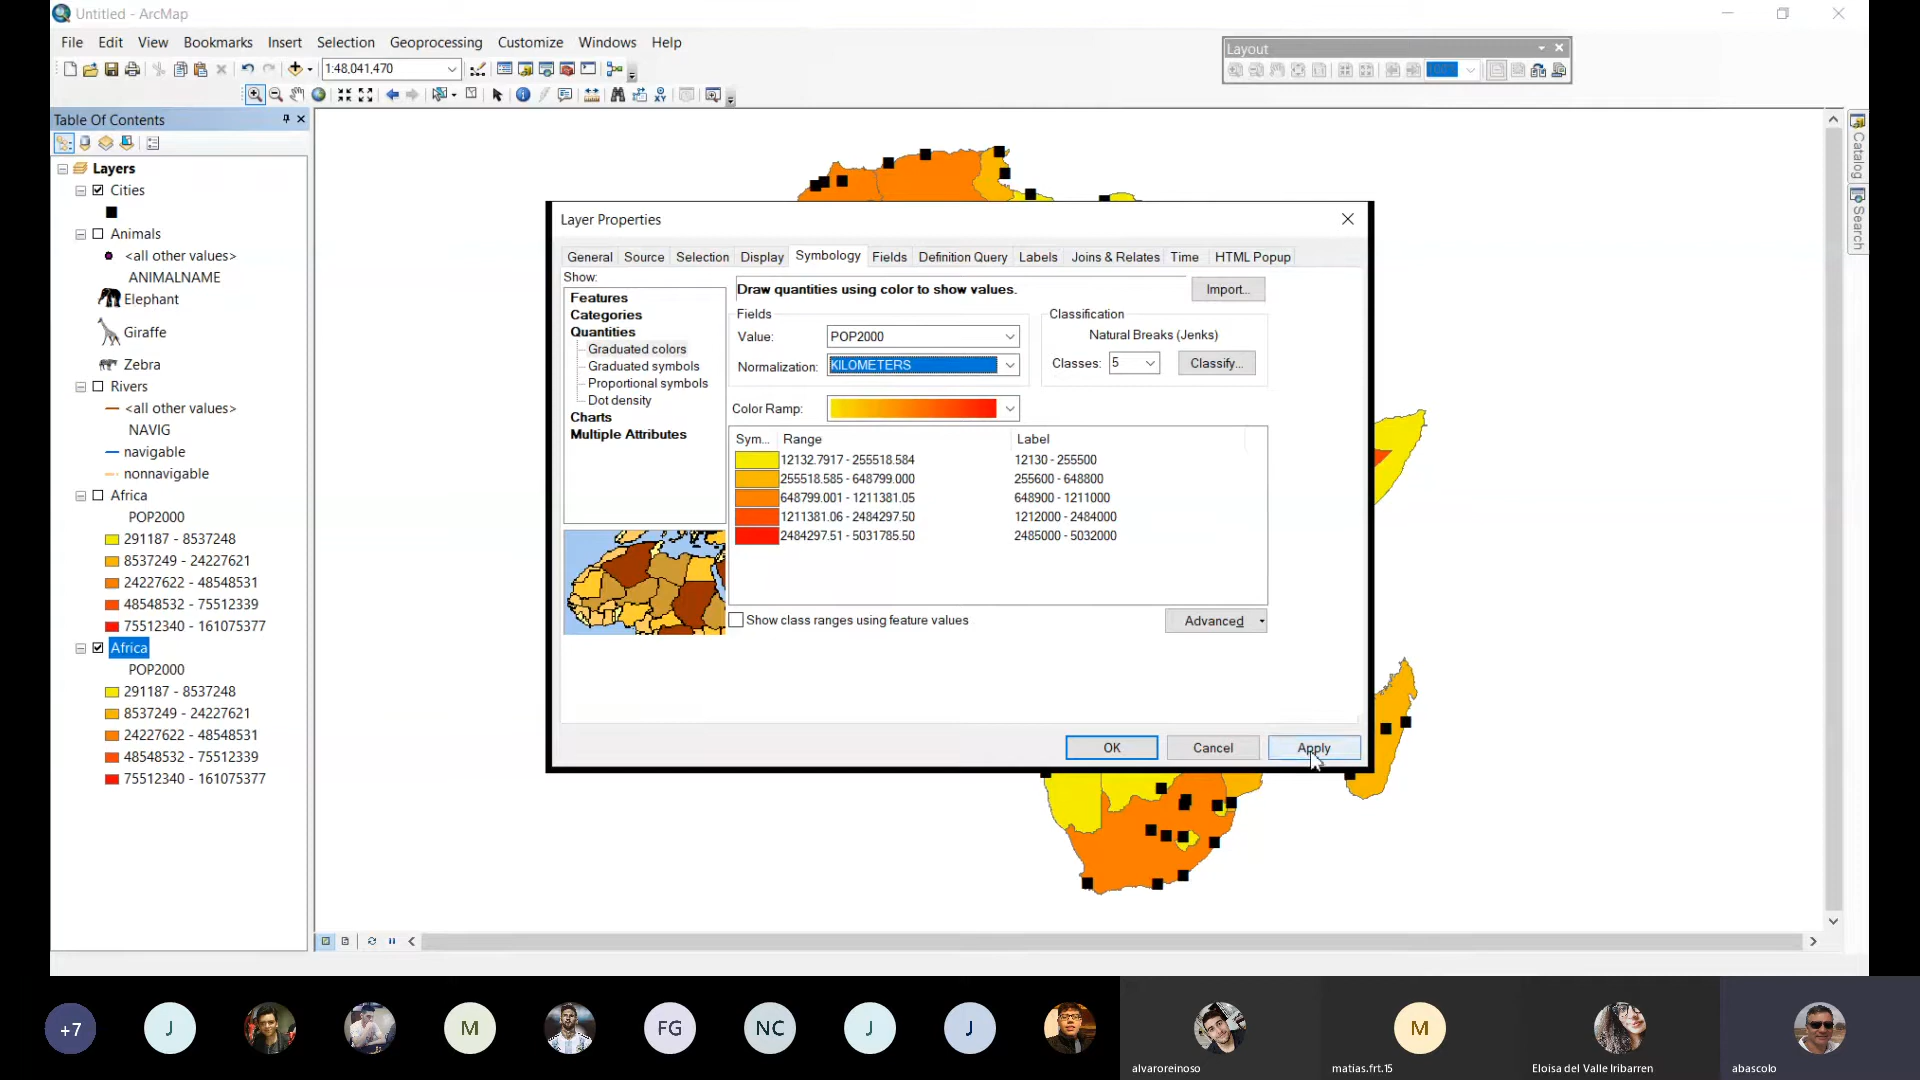 Untitled - ArcMap
File Edit View Bookmarks Insert Selection Geoprocessing Customize Windows Help
Layout
1:48,041,470
100%
Table Of Contents
Layers
Cities
Animals
<all other values>
ANIMALNAME
Elephant
Giraffe
Zebra
Rivers
<all other values>
NAVIG
navigable
nonnavigable
Africa
POP2000
291187 - 8537248
8537249 - 24227621
24227622 - 48548531
48548532 - 75512339
75512340 - 161075377
Africa
POP2000
291187 - 8537248
8537249 - 24227621
24227622 - 48548531
48548532 - 75512339
75512340 - 161075377
Layer Properties
General Source Selection Display Symbology Fields Definition Query Labels Joins & Relates Time HTML Popup
Show:
Features
Categories
Quantities
Graduated colors
Graduated symbols
Proportional symbols
Dot density
Charts
Multiple Attributes
Draw quantities using color to show values.
Import...
Fields
Value: POP2000
Normalization: KILOMETERS
Classification
Natural Breaks (Jenks)
Classes: 5 Classify...
Color Ramp:
Sym... Range Label
12132.7917 - 255518.584 12130 - 255500
255518.585 - 648799.000 255600 - 648800
648799.001 - 1211381.05 648900 - 1211000
1211381.06 - 2484297.50 1212000 - 2484000
2484297.51 - 5031785.50 2485000 - 5032000
Show class ranges using feature values
Advanced
OK Cancel Apply
Catalog
Search
+7 J M FG NC J J M
alvaroreinoso matias.frt.15 Eloisa del Valle Iribarren abascolo